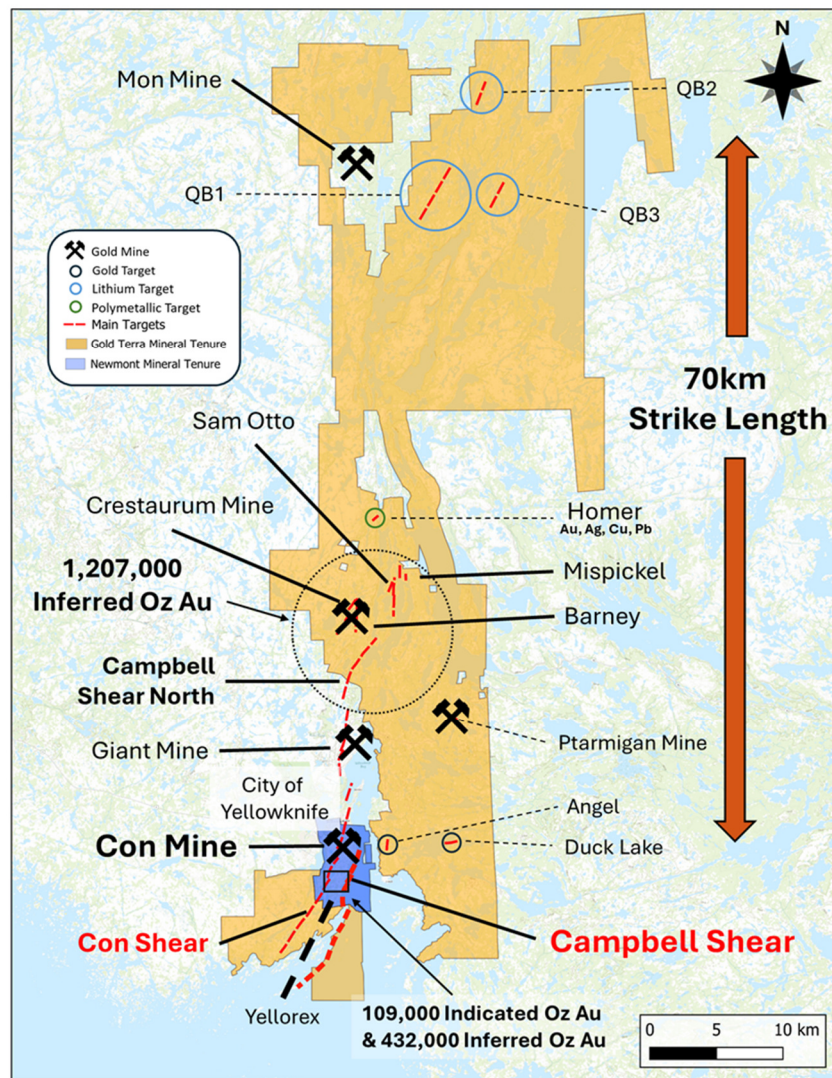 N
Mon Mine
QB2
QB1
QB3
Gold Mine
Gold Target
Lithium Target
Polymetallic Target
Main Targets
Gold Terra Mineral Tenure
Newmont Mineral Tenure
70km
Strike Length
Sam Otto
Crestaurum Mine
Homer
Au, Ag, Cu, Pb
1,207,000
Inferred Oz Au
Mispickel
Barney
Campbell
Shear North
Giant Mine
Ptarmigan Mine
City of
Yellowknife
Angel
Con Mine
Duck Lake
Con Shear
Campbell Shear
Yellorex
109,000 Indicated Oz Au
& 432,000 Inferred Oz Au
0 5 10 km